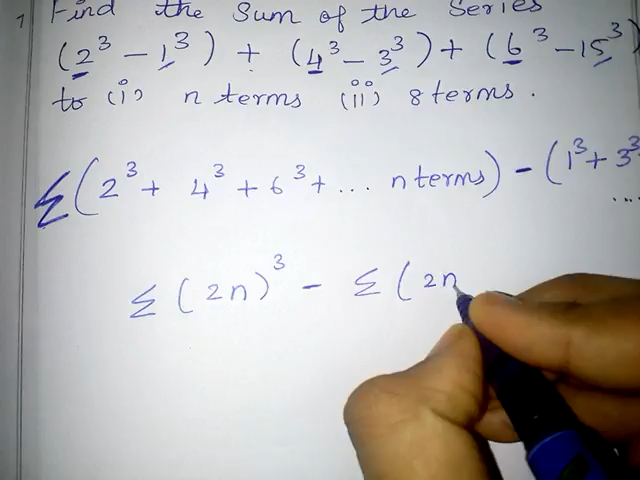 1 Find the Sum of the Series
(2³ - 1³) + (4³ - 3³) + (6³ - 15³)
to (i) n terms (ii) 8 terms.
Σ(2³ + 4³ + 6³ + ... n terms) - (1³ + 3³
....
Σ (2n)³ - Σ (2n